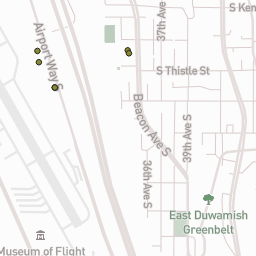 37th Ave S
S Ken
Airport Way S
S Thistle St
Beacon Ave S
39th Ave S
36th Ave S
East Duwamish
Greenbelt
Museum of Flight